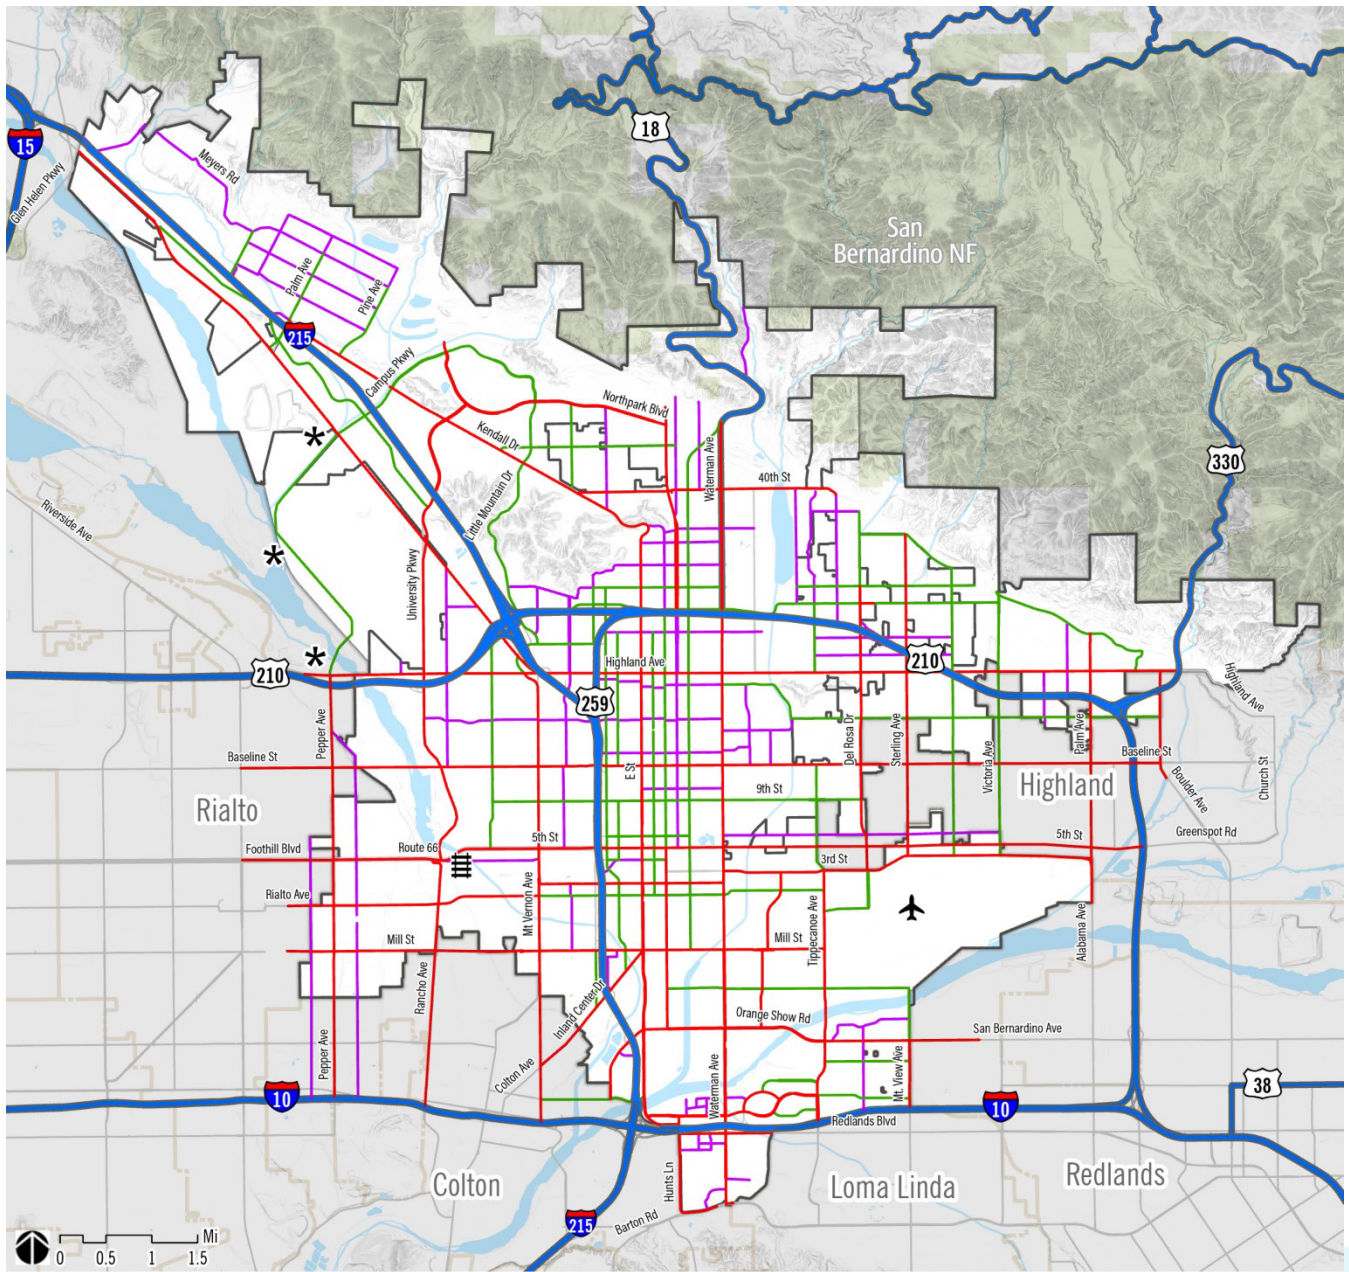 18
15
Glen Helen Pkwy
Meyers Rd
San
Bernardino NF
Palm Ave
Pine Ave
215
Campus Pkwy
Northpark Blvd
Kendall Dr
Waterman Ave
40th St
330
Little Mountain Dr
Riverside Ave
*
*
*
University Pkwy
210
Highland Ave
210
259
Highland Ave
Pepper Ave
Del Rosa Dr
Sterling Ave
Victoria Ave
Palm Ave
Baseline St
E St
Baseline St
Boulder Ave
Church St
Highland
Rialto
9th St
5th St
5th St
Greenspot Rd
Foothill Blvd
Route 66
3rd St
Rialto Ave
Mt Vernon Ave
Tippecanoe Ave
Alabama Ave
Mill St
Mill St
Rancho Ave
Inland Center Dr
Orange Show Rd
San Bernardino Ave
Pepper Ave
Colton Ave
Waterman Ave
Mt. View Ave
10
10
38
Redlands Blvd
Colton
Hunts Ln
Loma Linda
Redlands
215
Barton Rd
Mi
0 0.5 1 1.5